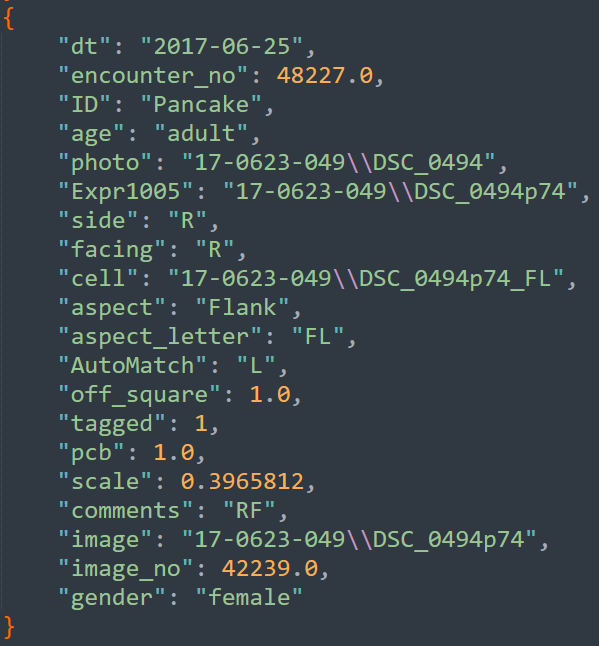 {
"dt": "2017-06-25",
"encounter_no": 48227.0,
"ID": "Pancake",
"age": "adult",
"photo": "17-0623-049\\DSC_0494",
"Expr1005": "17-0623-049\\DSC_0494p74",
"side": "R",
"facing": "R",
"cell": "17-0623-049\\DSC_0494p74_FL",
"aspect": "Flank",
"aspect_letter": "FL",
"AutoMatch": "L",
"off_square": 1.0,
"tagged": 1,
"pcb": 1.0,
"scale": 0.3965812,
"comments": "RF",
"image": "17-0623-049\\DSC_0494p74",
"image_no": 42239.0,
"gender": "female"
}